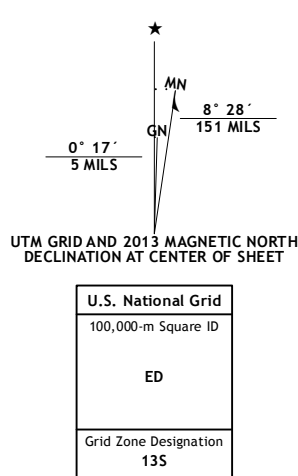 ★
MN
GN
8° 28´
151 MILS
0° 17´
5 MILS
UTM GRID AND 2013 MAGNETIC NORTH
DECLINATION AT CENTER OF SHEET
U.S. National Grid
100,000-m Square ID
ED
Grid Zone Designation
13S